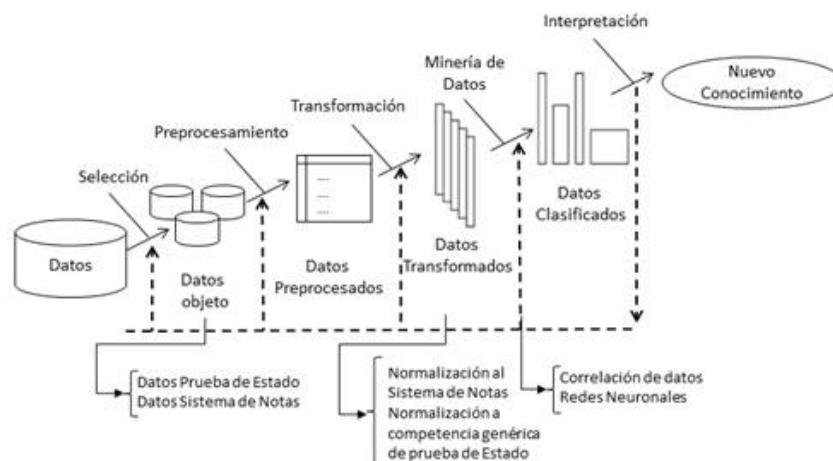 Interpretación
Nuevo
Conocimiento
Minería de
Datos
Transformación
Preprocesamiento
Selección
Datos
Datos
objeto
....
....
....
Datos
Preprocesados
Datos
Transformados
Datos
Clasificados
Datos Prueba de Estado
Datos Sistema de Notas
Normalización al
Sistema de Notas
Normalización a
competencia genérica
de prueba de Estado
Correlación de datos
Redes Neuronales